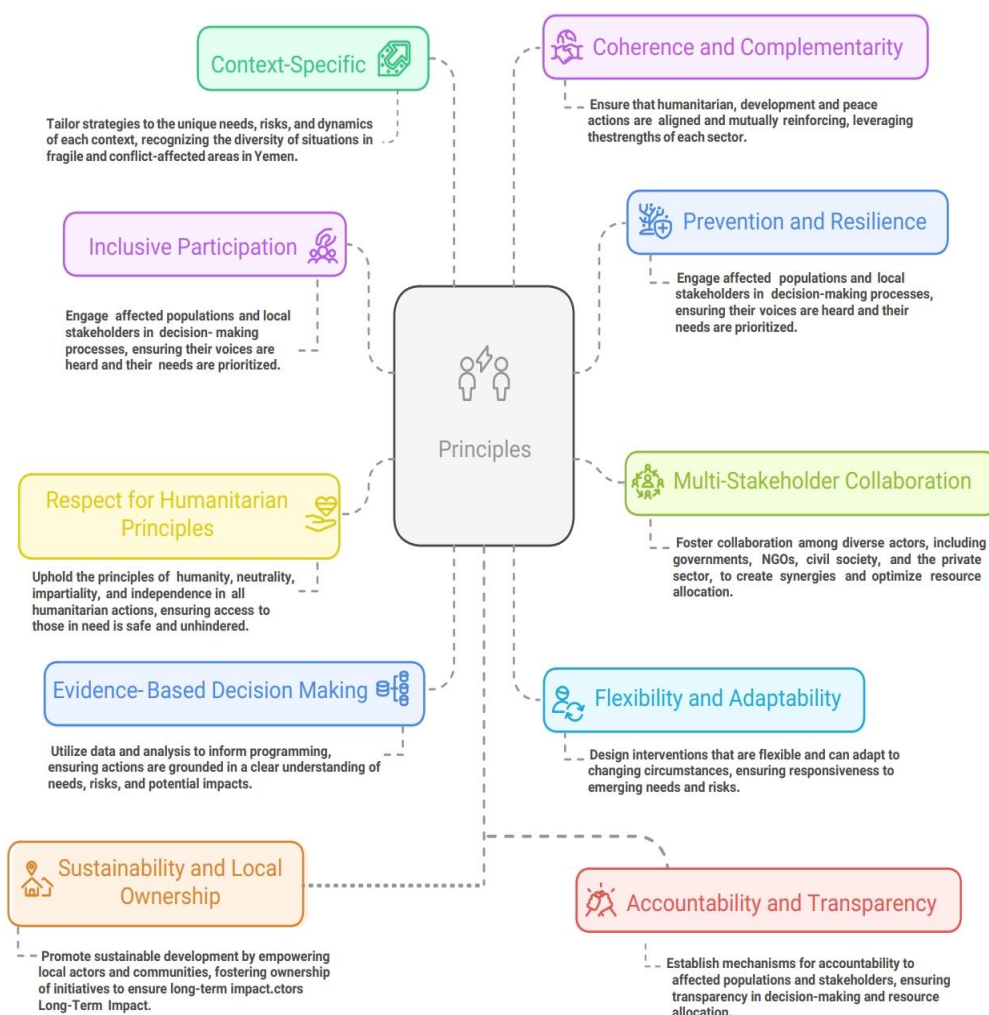 Context-Specific
Tailor strategies to the unique needs, risks, and dynamics
of each context, recognizing the diversity of situations in
fragile and conflict-affected areas in Yemen.
Coherence and Complementarity
Ensure that humanitarian, development and peace
actions are aligned and mutually reinforcing, leveraging
thestrengths of each sector.
Inclusive Participation
Engage affected populations and local
stakeholders in decision- making
processes, ensuring their voices are
heard and their needs are prioritized.
Prevention and Resilience
Engage affected populations and local
stakeholders in decision-making processes,
ensuring their voices are heard and their
needs are prioritized.
Principles
Respect for Humanitarian
Principles
Uphold the principles of humanity, neutrality,
impartiality, and independence in all
humanitarian actions, ensuring access to
those in need is safe and unhindered.
Multi-Stakeholder Collaboration
Foster collaboration among diverse actors, including
governments, NGOs, civil society, and the private
sector, to create synergies and optimize resource
allocation.
Evidence- Based Decision Making
Utilize data and analysis to inform programming,
ensuring actions are grounded in a clear understanding of
needs, risks, and potential impacts.
Flexibility and Adaptability
Design interventions that are flexible and can adapt to
changing circumstances, ensuring responsiveness to
emerging needs and risks.
Sustainability and Local
Ownership
Promote sustainable development by empowering
local actors and communities, fostering ownership
of initiatives to ensure long-term impact.ctors
Long-Term Impact.
Accountability and Transparency
Establish mechanisms for accountability to
affected populations and stakeholders, ensuring
transparency in decision-making and resource
allocation.